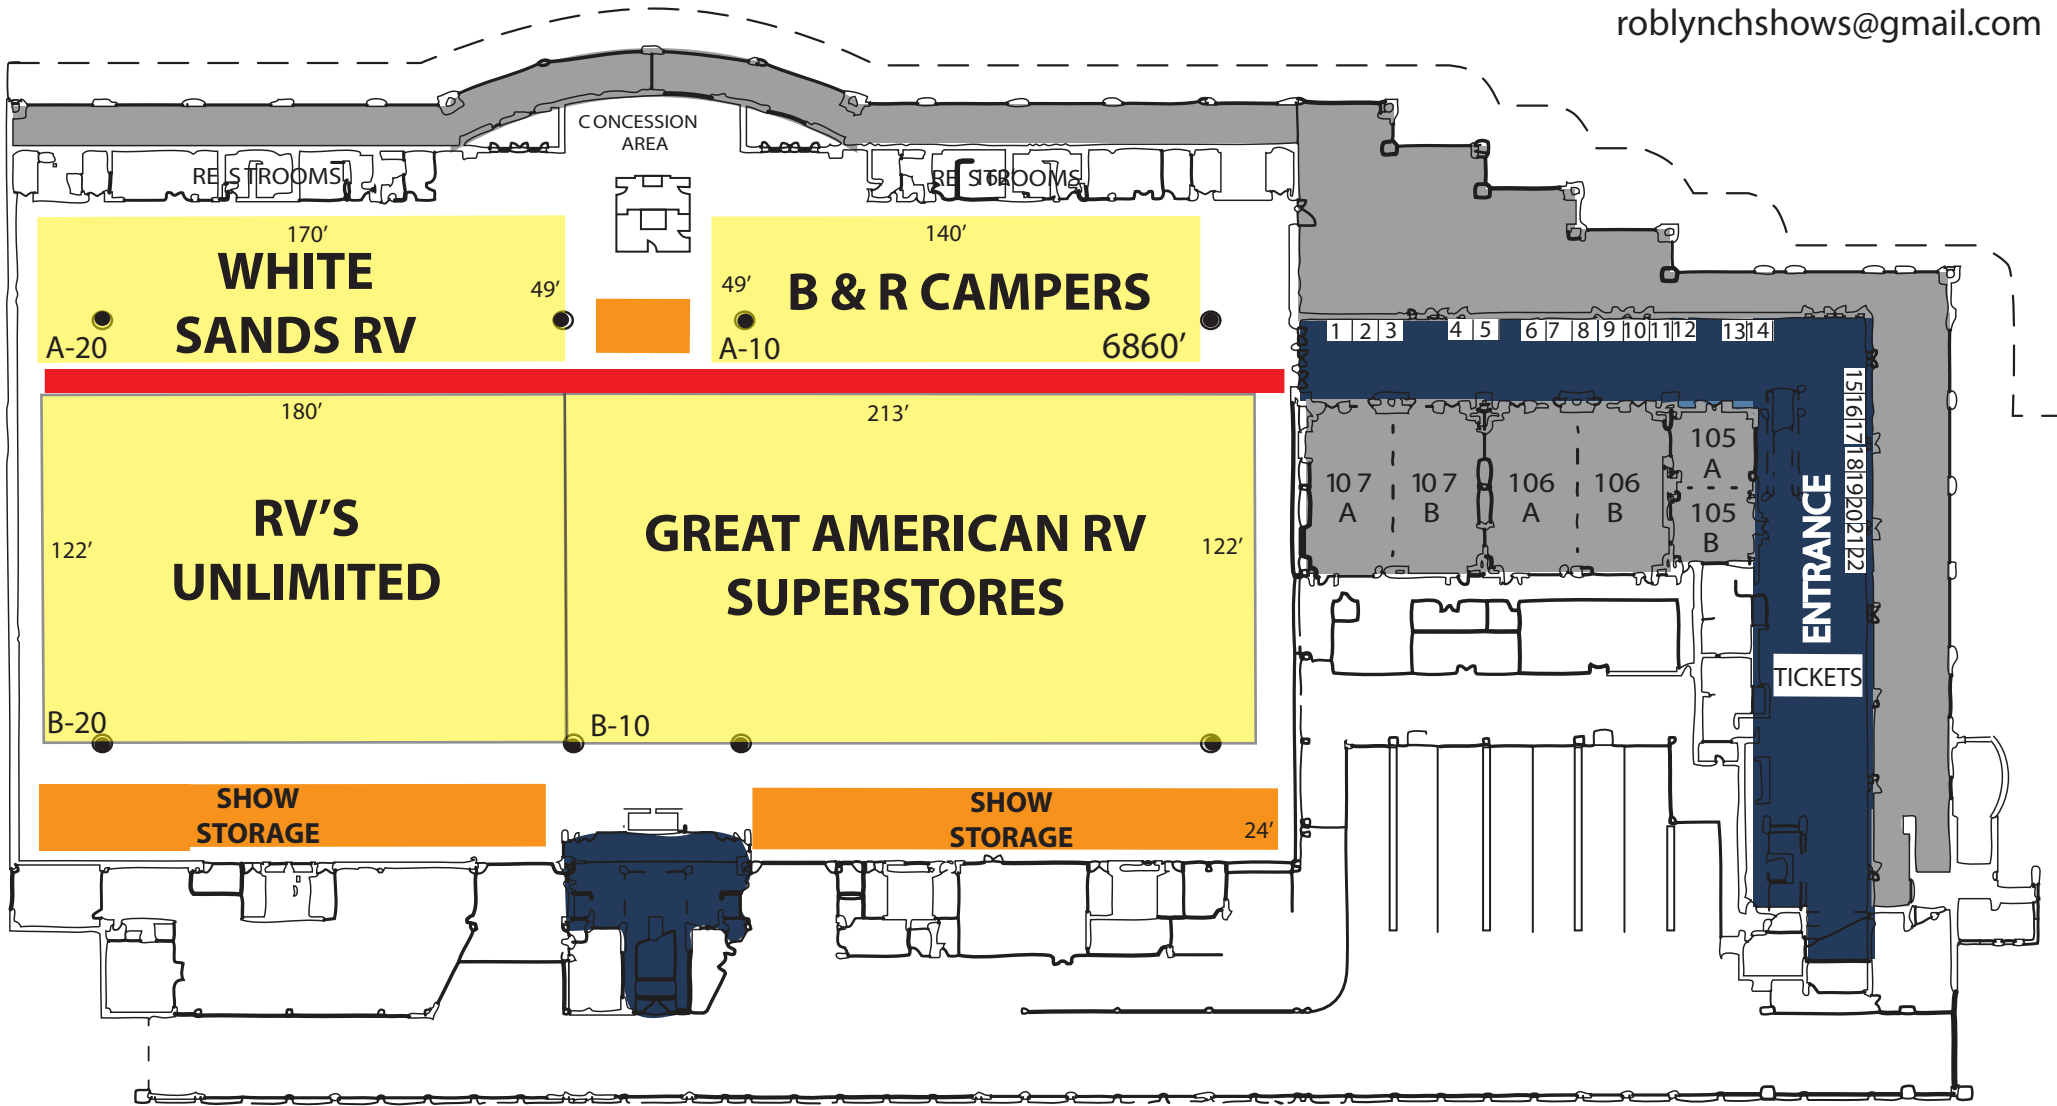 roblynchshows@gmail.com
CONCESSION
AREA
RESTROOMS
RESTROOMS
170'
WHITE
SANDS RV
49'
A-20
140'
49'
B & R CAMPERS
A-10
6860'
180'
RV'S
UNLIMITED
122'
B-20
213'
GREAT AMERICAN RV
SUPERSTORES
122'
B-10
SHOW
STORAGE
SHOW
STORAGE
24'
1 2 3 4 5 6 7 8 9 10 11 12 13 14
15 16 17 18 19 20 21 22
107
A
107
B
106
A
106
B
105
A
105
B
ENTRANCE
TICKETS